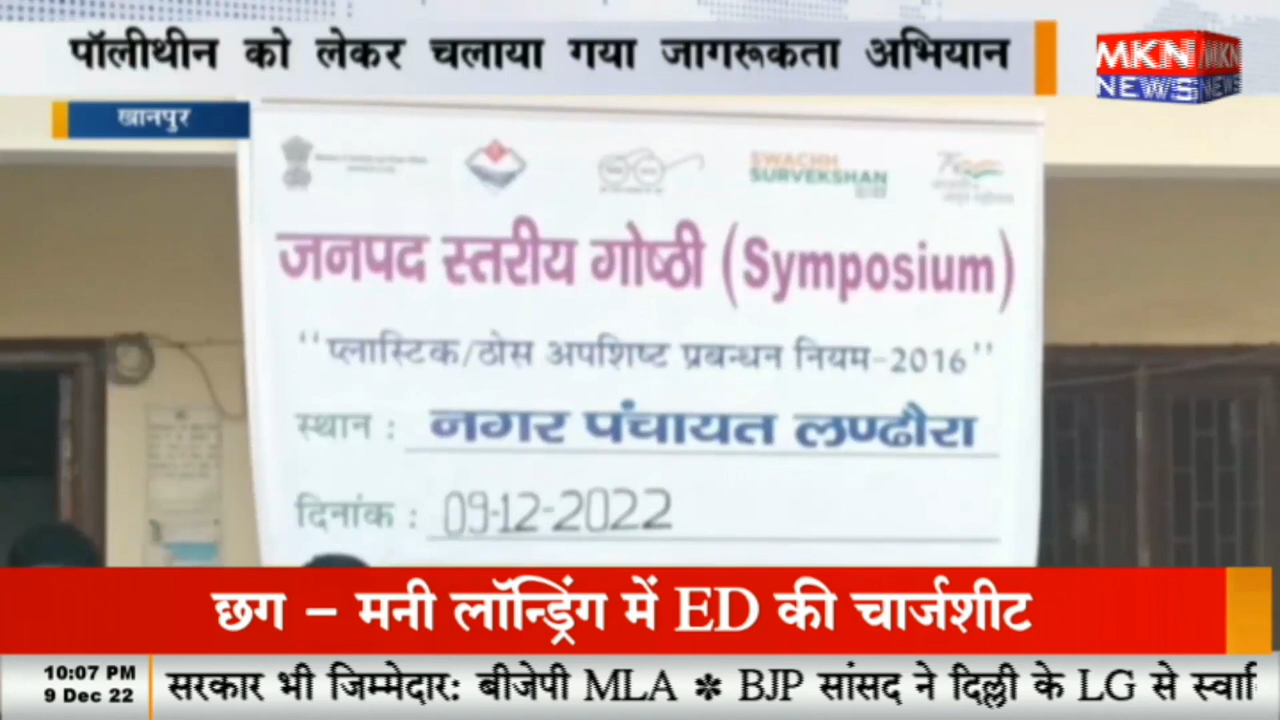 पॉलीथीन को लेकर चलाया गया जागरूकता अभियान
MKN
NEWS
MKN
NEWS
खानपुर
SWACHH
SURVEKSHAN
जनपद स्तरीय गोष्ठी (Symposium)
"प्लास्टिक/ठोस अपशिष्ट प्रबन्धन नियम-2016"
स्थान : नगर पंचायत लण्ढौरा
दिनांक : 09-12-2022
छग – मनी लॉन्ड्रिंग में ED की चार्जशीट
10:07 PM
9 Dec 22
सरकार भी जिम्मेदार: बीजेपी MLA ✽ BJP सांसद ने दिल्ली के LG से स्वाि